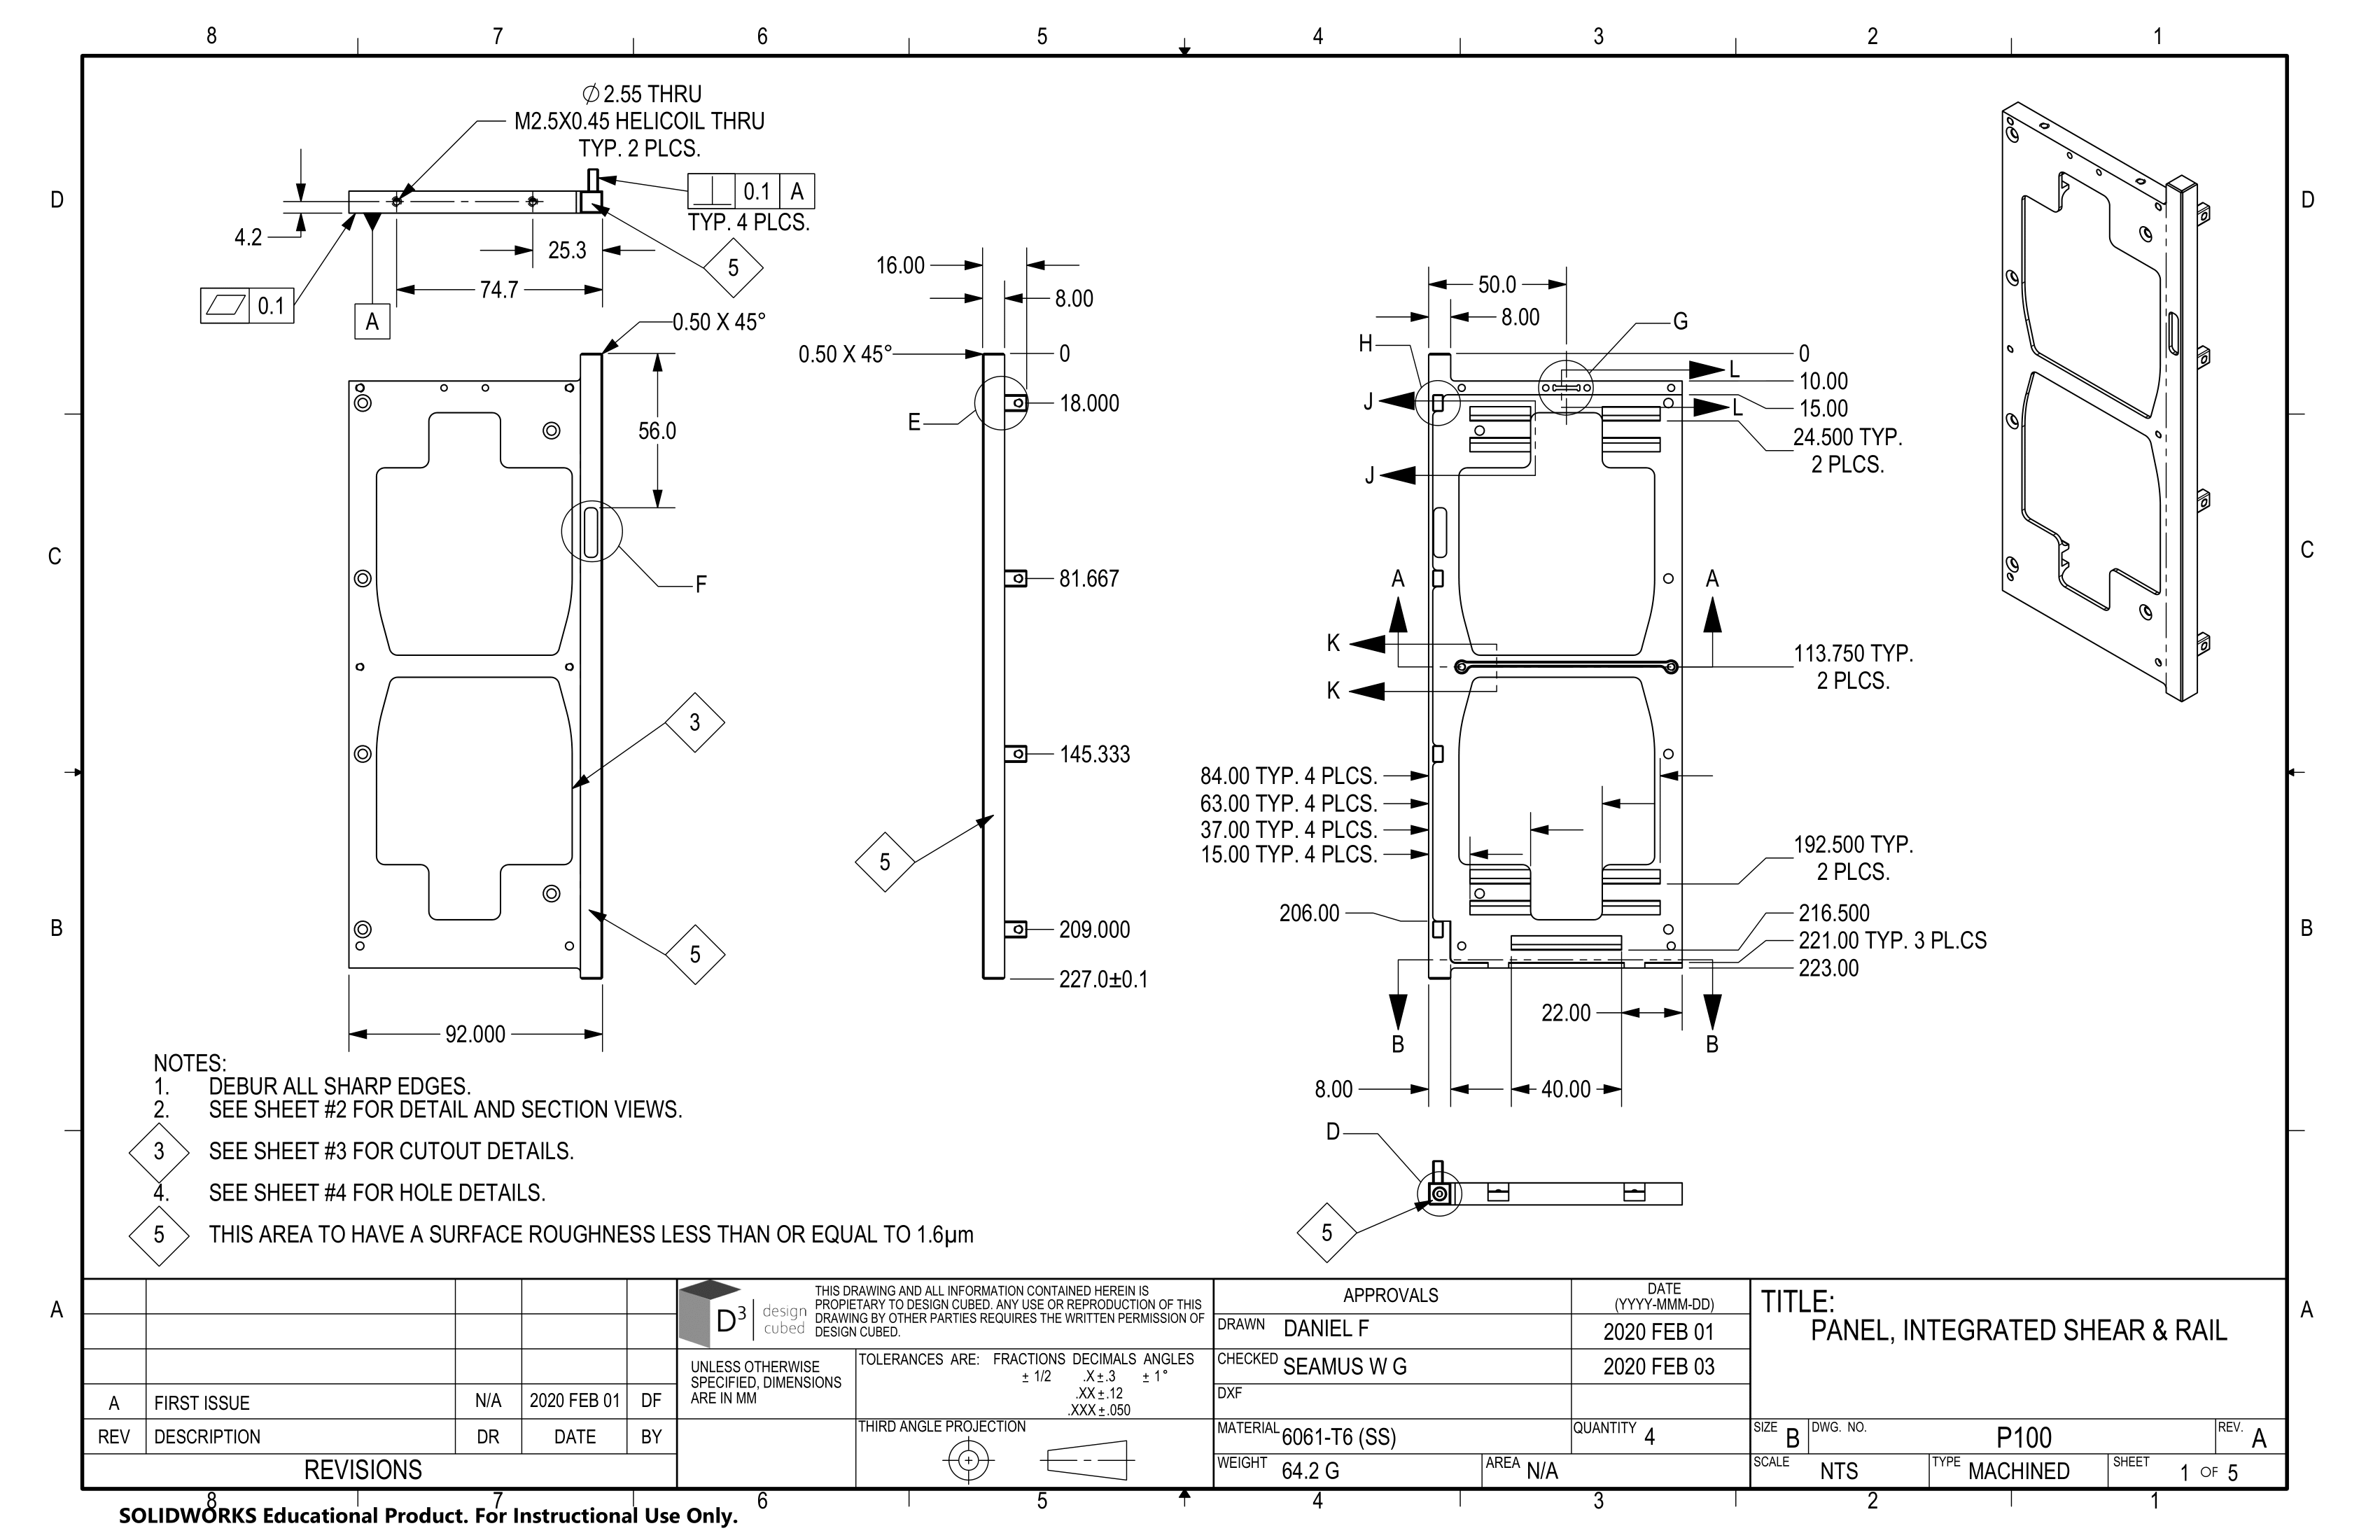 8 7 6 5 4 3 2 1
D
C
B
A
D
C
B
A
⌀ 2.55 THRU
M2.5X0.45 HELICOIL THRU
TYP. 2 PLCS.
⊥ 0.1 A
TYP. 4 PLCS.
4.2
25.3
5
74.7
⏥ 0.1
A
0.50 X 45°
56.0
F
3
5
92.000
16.00
8.00
0.50 X 45°
0
18.000
E
81.667
145.333
5
209.000
227.0±0.1
50.0
8.00
G
H
0
L
10.00
J
15.00
L
24.500 TYP.
2 PLCS.
J
A A
K
113.750 TYP.
2 PLCS.
K
84.00 TYP. 4 PLCS.
63.00 TYP. 4 PLCS.
37.00 TYP. 4 PLCS.
15.00 TYP. 4 PLCS.
192.500 TYP.
2 PLCS.
206.00
216.500
221.00 TYP. 3 PL.CS
223.00
22.00
B B
8.00
40.00
D
5
NOTES:
1. DEBUR ALL SHARP EDGES.
2. SEE SHEET #2 FOR DETAIL AND SECTION VIEWS.
3 SEE SHEET #3 FOR CUTOUT DETAILS.
4. SEE SHEET #4 FOR HOLE DETAILS.
5 THIS AREA TO HAVE A SURFACE ROUGHNESS LESS THAN OR EQUAL TO 1.6µm
A FIRST ISSUE N/A 2020 FEB 01 DF
REV DESCRIPTION DR DATE BY
REVISIONS
D³ design
cubed
THIS DRAWING AND ALL INFORMATION CONTAINED HEREIN IS
PROPIETARY TO DESIGN CUBED. ANY USE OR REPRODUCTION OF THIS
DRAWING BY OTHER PARTIES REQUIRES THE WRITTEN PERMISSION OF
DESIGN CUBED.
UNLESS OTHERWISE
SPECIFIED, DIMENSIONS
ARE IN MM
TOLERANCES ARE: FRACTIONS DECIMALS ANGLES
± 1/2 .X±.3 ± 1°
.XX±.12
.XXX±.050
THIRD ANGLE PROJECTION
APPROVALS DATE
(YYYY-MMM-DD)
DRAWN DANIEL F 2020 FEB 01
CHECKED SEAMUS W G 2020 FEB 03
DXF
MATERIAL 6061-T6 (SS) QUANTITY 4
WEIGHT 64.2 G AREA N/A
TITLE:
PANEL, INTEGRATED SHEAR & RAIL
SIZE B DWG. NO. P100 REV. A
SCALE NTS TYPE MACHINED SHEET 1 OF 5
8 7 6 5 4 3 2 1
SOLIDWORKS Educational Product. For Instructional Use Only.